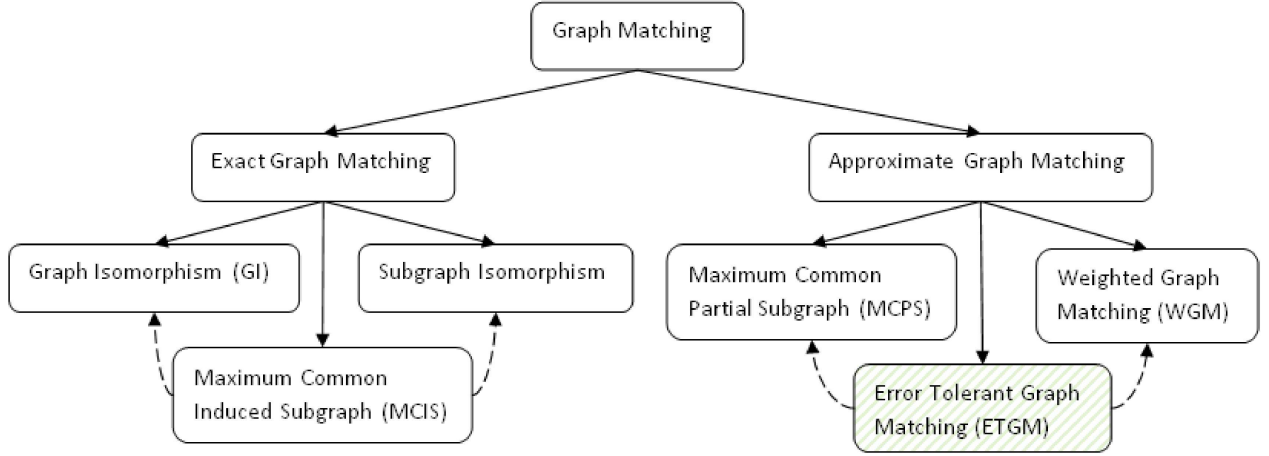 Graph Matching
Exact Graph Matching
Approximate Graph Matching
Graph Isomorphism (GI)
Subgraph Isomorphism
Maximum Common
Partial Subgraph (MCPS)
Weighted Graph
Matching (WGM)
Maximum Common
Induced Subgraph (MCIS)
Error Tolerant Graph
Matching (ETGM)